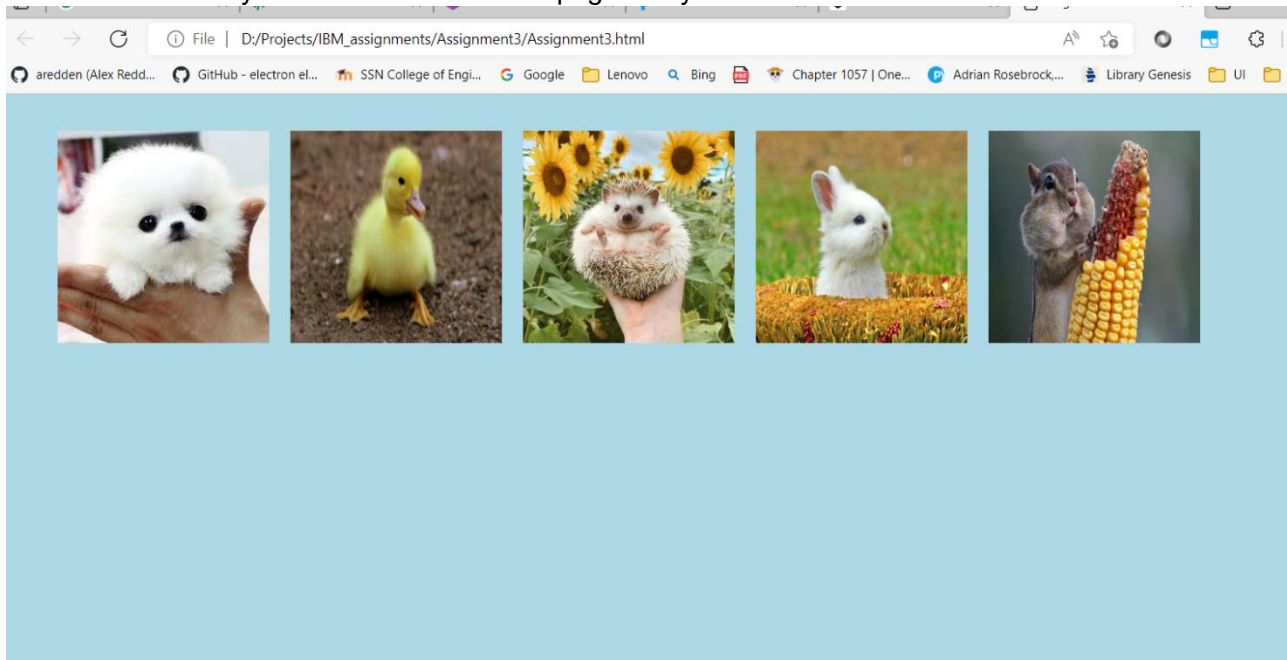 File | D:/Projects/IBM_assignments/Assignment3/Assignment3.html
aredden (Alex Redd... GitHub - electron el... SSN College of Engi... Google Lenovo Bing PDF Chapter 1057 | One... Adrian Rosebrock,... Library Genesis UI